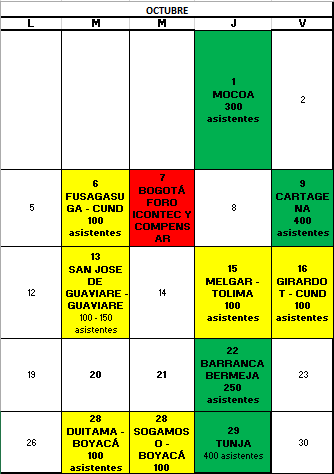 OCTUBRE
L M M J V
1
MOCOA
300
asistentes
2
5
6
FUSAGASU
GA - CUND
100
asistentes
7
BOGOTÁ
FORO
ICONTEC Y
COMPENS
AR
8
9
CARTAGE
NA
400
asistentes
12
13
SAN JOSE
DE
GUAVIARE -
GUAVIARE
100 - 150
asistentes
14
15
MELGAR -
TOLIMA
100
asistentes
16
GIRARDO
T - CUND
100
asistentes
19
20
21
22
BARRANCA
BERMEJA
250
asistentes
23
26
28
DUITAMA -
BOYACÁ
100
asistentes
28
SOGAMOS
O -
BOYACÁ
100
29
TUNJA
400 asistentes
30